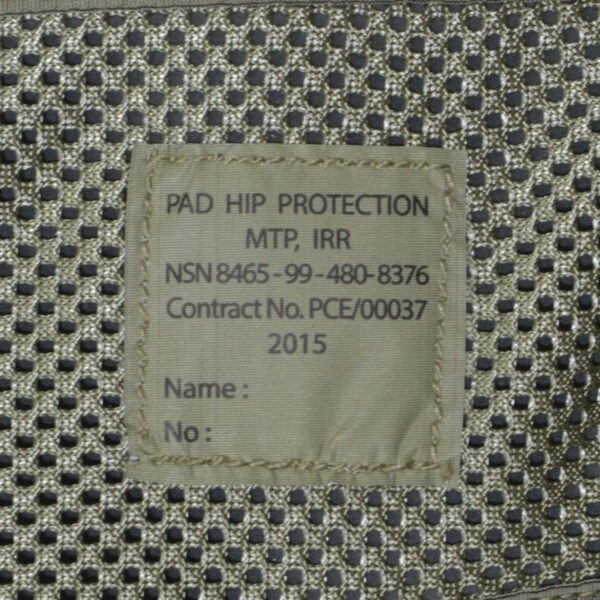 PAD HIP PROTECTION
MTP, IRR
NSN 8465-99-480-8376
Contract No. PCE/00037
2015
Name :
No :